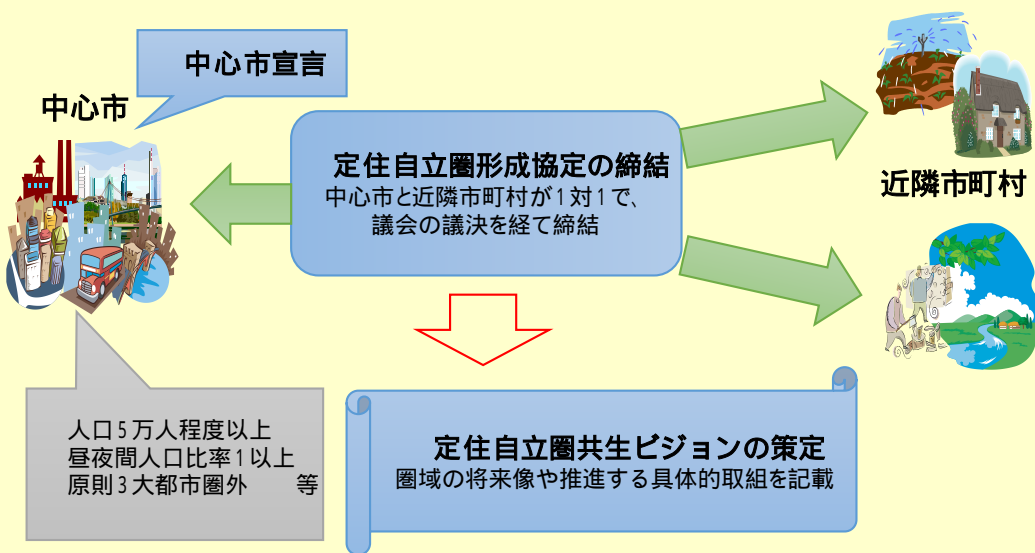 中心市宣言
中心市
定住自立圏形成協定の締結
中心市と近隣市町村が1対1で、
議会の議決を経て締結
近隣市町村
人口5万人程度以上
昼夜間人口比率1以上
原則3大都市圏外　　等
定住自立圏共生ビジョンの策定
圏域の将来像や推進する具体的取組を記載